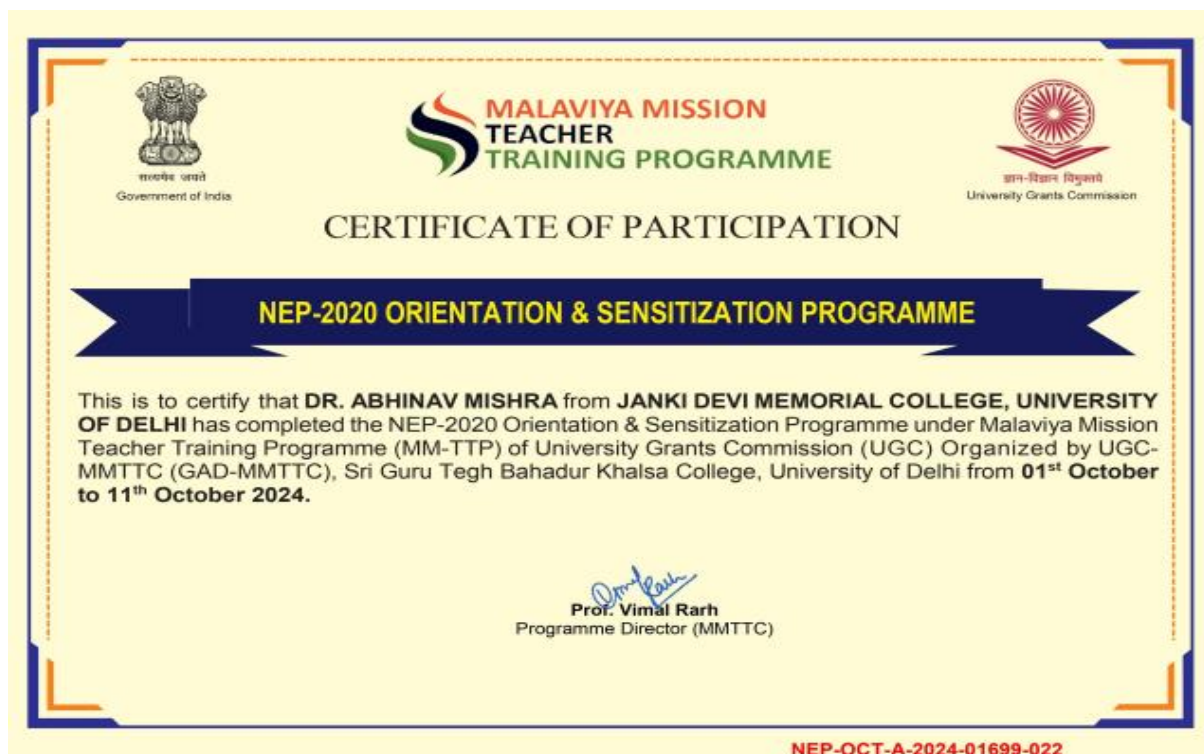 MALAVIYA MISSION
TEACHER
TRAINING PROGRAMME
सत्यमेव जयते
Government of India
ज्ञान-विज्ञान विमुक्तये
University Grants Commission
CERTIFICATE OF PARTICIPATION
NEP-2020 ORIENTATION & SENSITIZATION PROGRAMME
This is to certify that DR. ABHINAV MISHRA from JANKI DEVI MEMORIAL COLLEGE, UNIVERSITY
OF DELHI has completed the NEP-2020 Orientation & Sensitization Programme under Malaviya Mission
Teacher Training Programme (MM-TTP) of University Grants Commission (UGC) Organized by UGC-
MMTTC (GAD-MMTTC), Sri Guru Tegh Bahadur Khalsa College, University of Delhi from 01st October
to 11th October 2024.
Prof. Vimal Rarh
Programme Director (MMTTC)
NEP-OCT-A-2024-01699-022